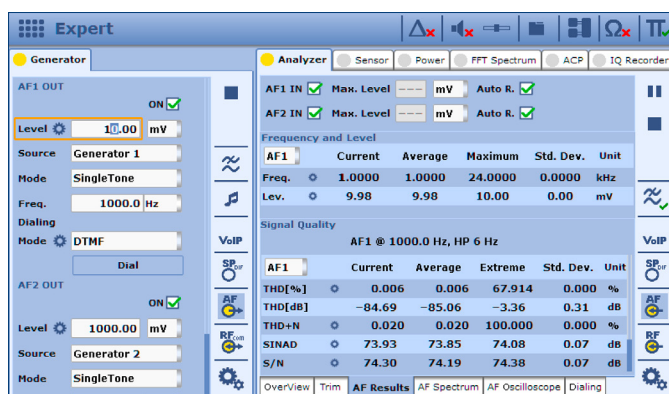 Expert
Generator
AF1 OUT
ON
Level 10.00 mV
Source Generator 1
Mode SingleTone
Freq. 1000.0 Hz
Dialing
Mode DTMF
Dial
AF2 OUT
ON
Level 1000.00 mV
Source Generator 2
Mode SingleTone
VoIP
SP DIF
AF
RF com
Analyzer Sensor Power FFT Spectrum ACP IQ Recorder
AF1 IN Max. Level --- mV Auto R.
AF2 IN Max. Level --- mV Auto R.
Frequency and Level
AF1 Current Average Maximum Std. Dev. Unit
Freq. 1.0000 1.0000 24.0000 0.0000 kHz
Lev. 9.98 9.98 10.00 0.00 mV
Signal Quality
AF1 @ 1000.0 Hz, HP 6 Hz
AF1 Current Average Extreme Std. Dev. Unit
THD[%] 0.006 0.006 67.914 0.000 %
THD[dB] -84.69 -85.06 -3.36 0.31 dB
THD+N 0.020 0.020 100.000 0.000 %
SINAD 73.93 73.85 74.08 0.07 dB
S/N 74.30 74.19 74.38 0.07 dB
OverView Trim AF Results AF Spectrum AF Oscilloscope Dialing
VoIP
SP DIF
AF
RF